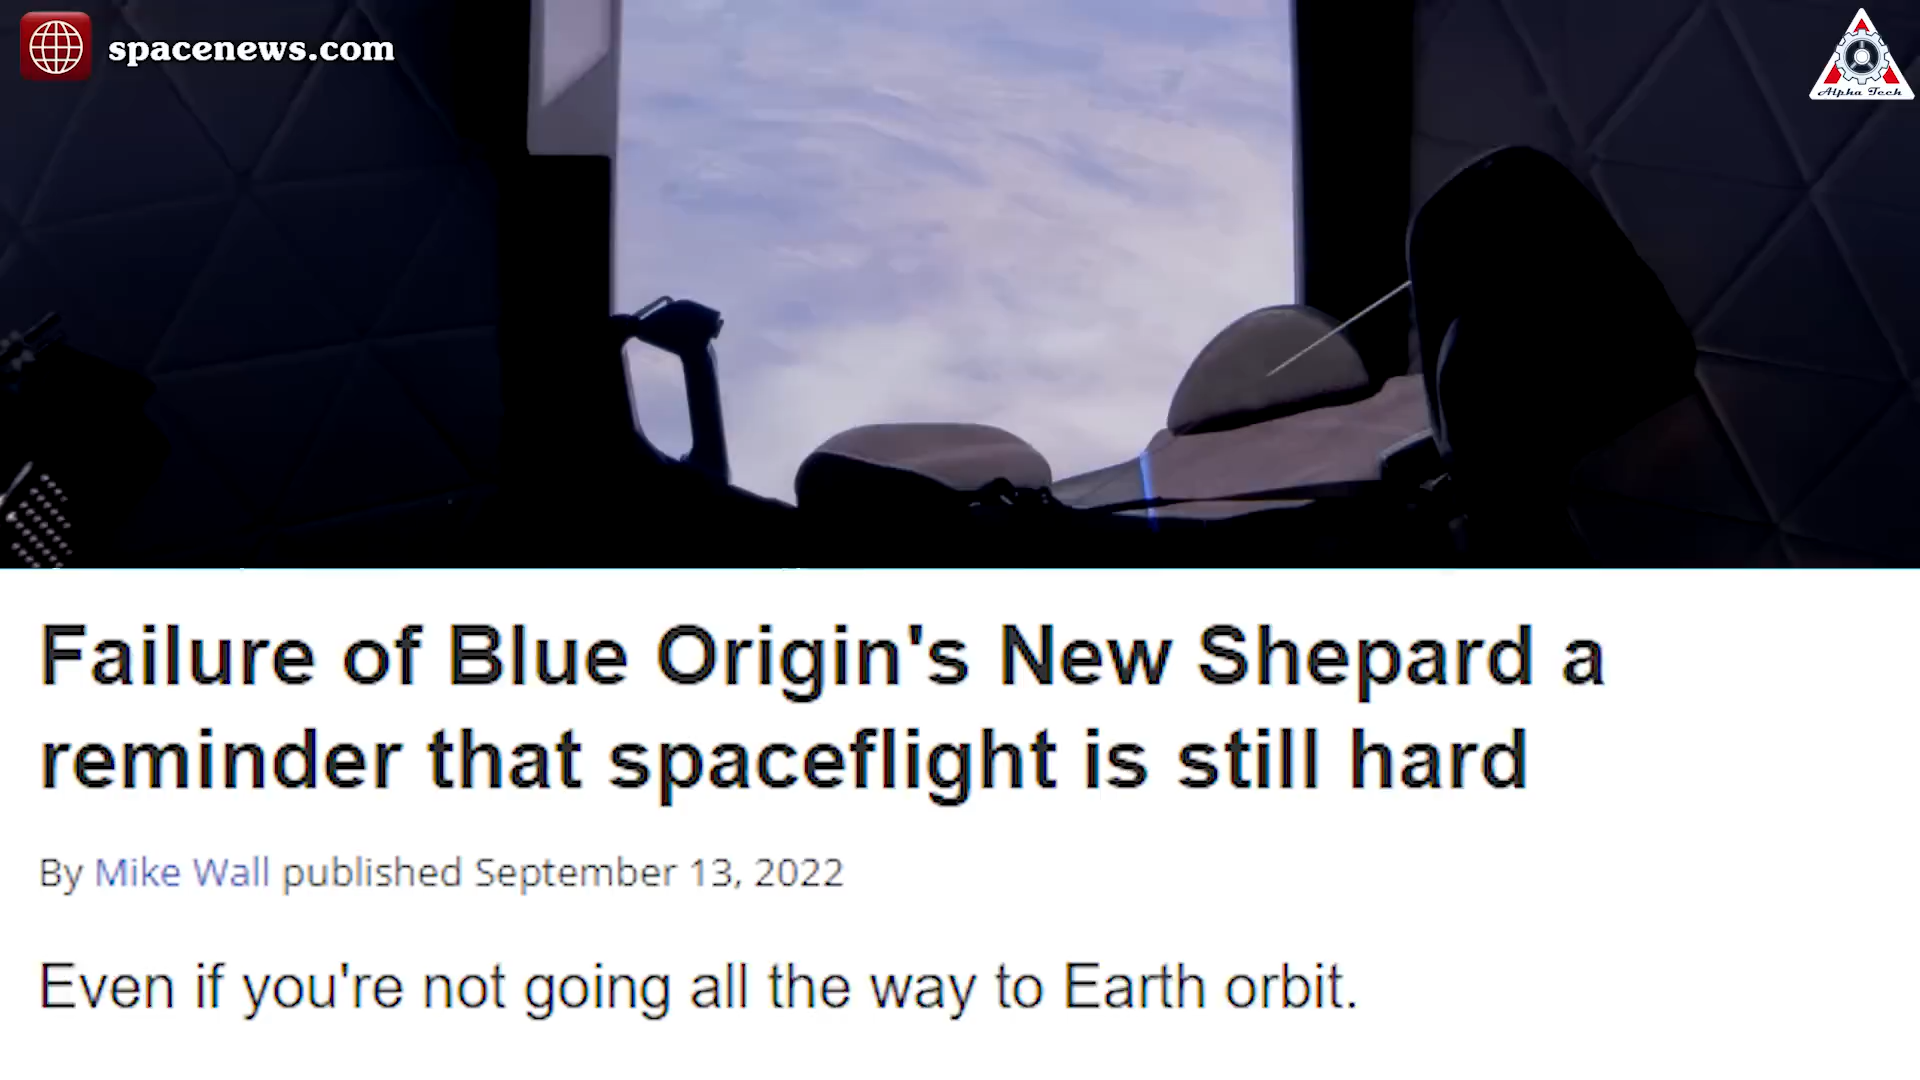 spacenews.com
Alpha Tech
Failure of Blue Origin's New Shepard a
reminder that spaceflight is still hard
By Mike Wall published September 13, 2022
Even if you're not going all the way to Earth orbit.